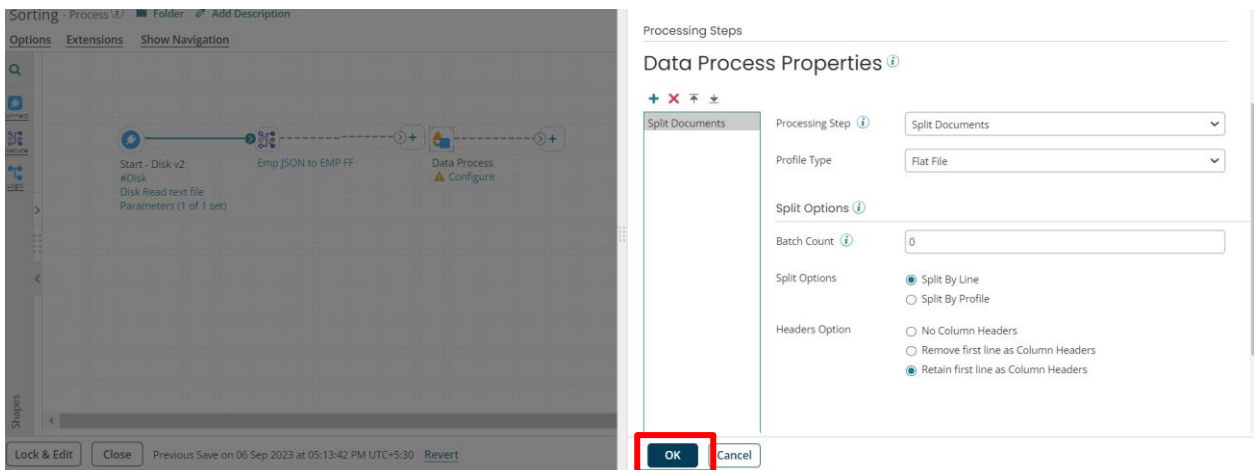 Sorting - Process Folder Add Description
Options Extensions Show Navigation
Connect
Execute
Logic
Start - Disk v2
#Disk
Disk Read text file
Parameters (1 of 1 set)
Emp JSON to EMP FF
Data Process
Configure
Shapes
Lock & Edit Close Previous Save on 06 Sep 2023 at 05:13:42 PM UTC+5:30 Revert
Processing Steps
Data Process Properties
Split Documents
Processing Step Split Documents
Profile Type Flat File
Split Options
Batch Count 0
Split Options Split By Line
Split By Profile
Headers Option No Column Headers
Remove first line as Column Headers
Retain first line as Column Headers
OK Cancel